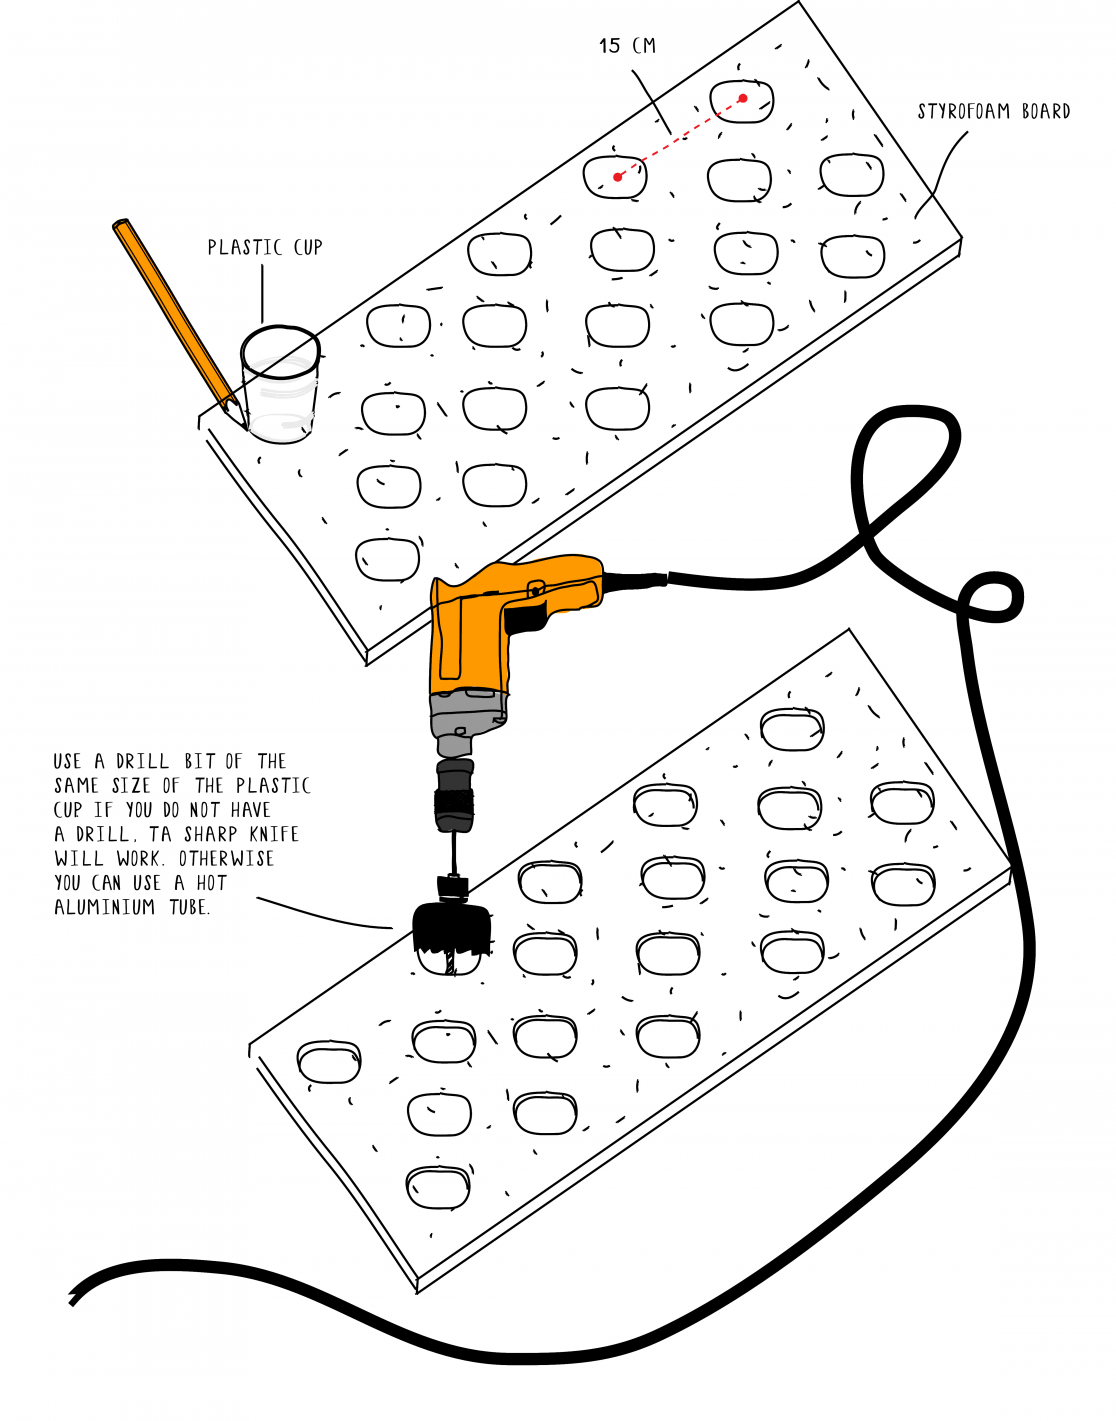 15 CM
STYROFOAM BOARD
PLASTIC CUP
USE A DRILL BIT OF THE
SAME SIZE OF THE PLASTIC
CUP IF YOU DO NOT HAVE
A DRILL, TA SHARP KNIFE
WILL WORK. OTHERWISE
YOU CAN USE A HOT
ALUMINIUM TUBE.